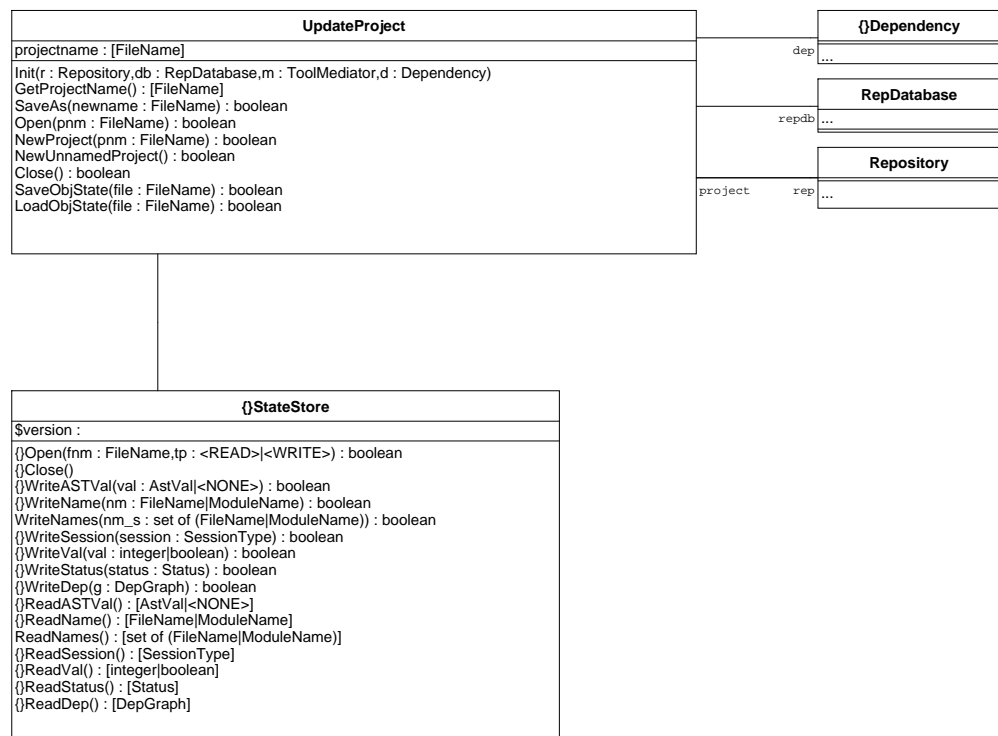 UpdateProject
projectname : [FileName]
Init(r : Repository,db : RepDatabase,m : ToolMediator,d : Dependency)
GetProjectName() : [FileName]
SaveAs(newname : FileName) : boolean
Open(pnm : FileName) : boolean
NewProject(pnm : FileName) : boolean
NewUnnamedProject() : boolean
Close() : boolean
SaveObjState(file : FileName) : boolean
LoadObjState(file : FileName) : boolean
{}Dependency
dep
...
RepDatabase
repdb
...
Repository
project
rep
...
{}StateStore
$version :
{}Open(fnm : FileName,tp : <READ>|<WRITE>) : boolean
{}Close()
{}WriteASTVal(val : AstVal|<NONE>) : boolean
{}WriteName(nm : FileName|ModuleName) : boolean
WriteNames(nm_s : set of (FileName|ModuleName)) : boolean
{}WriteSession(session : SessionType) : boolean
{}WriteVal(val : integer|boolean) : boolean
{}WriteStatus(status : Status) : boolean
{}WriteDep(g : DepGraph) : boolean
{}ReadASTVal() : [AstVal|<NONE>]
{}ReadName() : [FileName|ModuleName]
ReadNames() : [set of (FileName|ModuleName)]
{}ReadSession() : [SessionType]
{}ReadVal() : [integer|boolean]
{}ReadStatus() : [Status]
{}ReadDep() : [DepGraph]